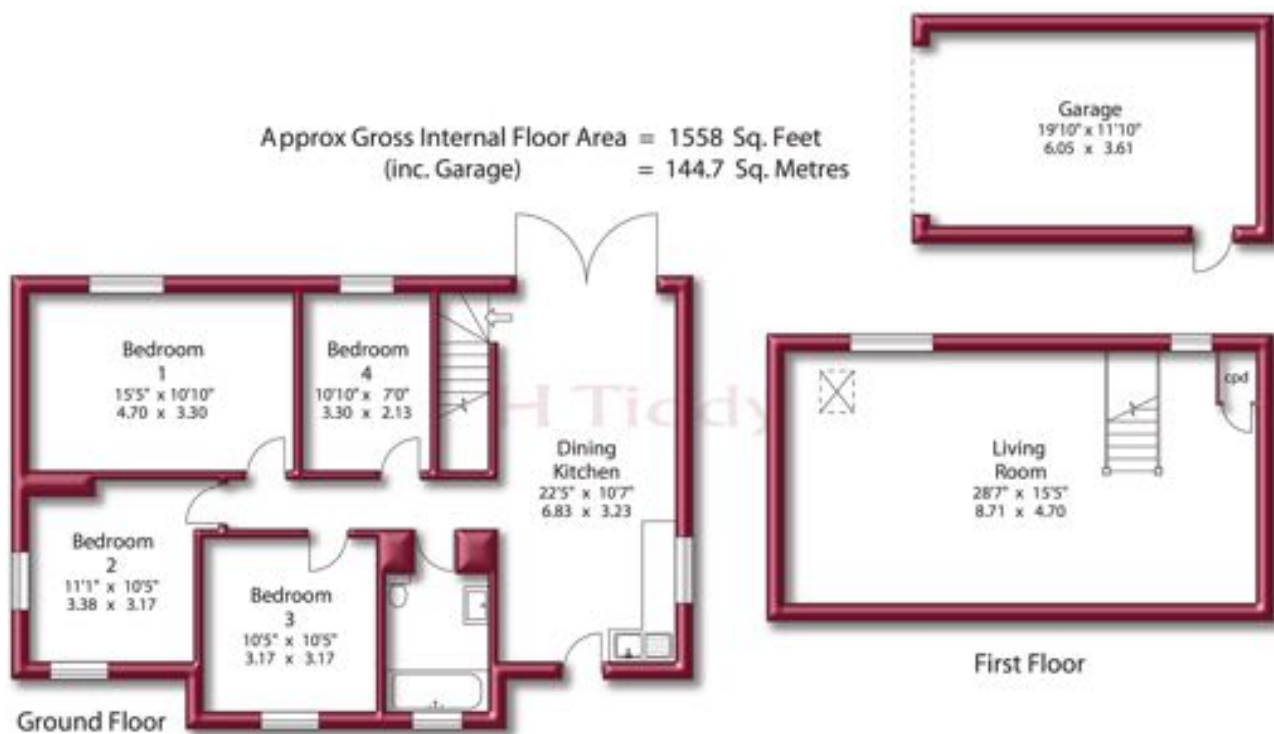 Approx Gross Internal Floor Area = 1558 Sq. Feet
(inc. Garage) = 144.7 Sq. Metres
Garage
19'10" x 11'10"
6.05 x 3.61
Bedroom
1
15'5" x 10'10"
4.70 x 3.30
Bedroom
4
10'10" x 7'0"
3.30 x 2.13
H Tiddy
Dining
Kitchen
22'5" x 10'7"
6.83 x 3.23
Bedroom
2
11'1" x 10'5"
3.38 x 3.17
Bedroom
3
10'5" x 10'5"
3.17 x 3.17
Ground Floor
cpd
Living
Room
28'7" x 15'5"
8.71 x 4.70
First Floor